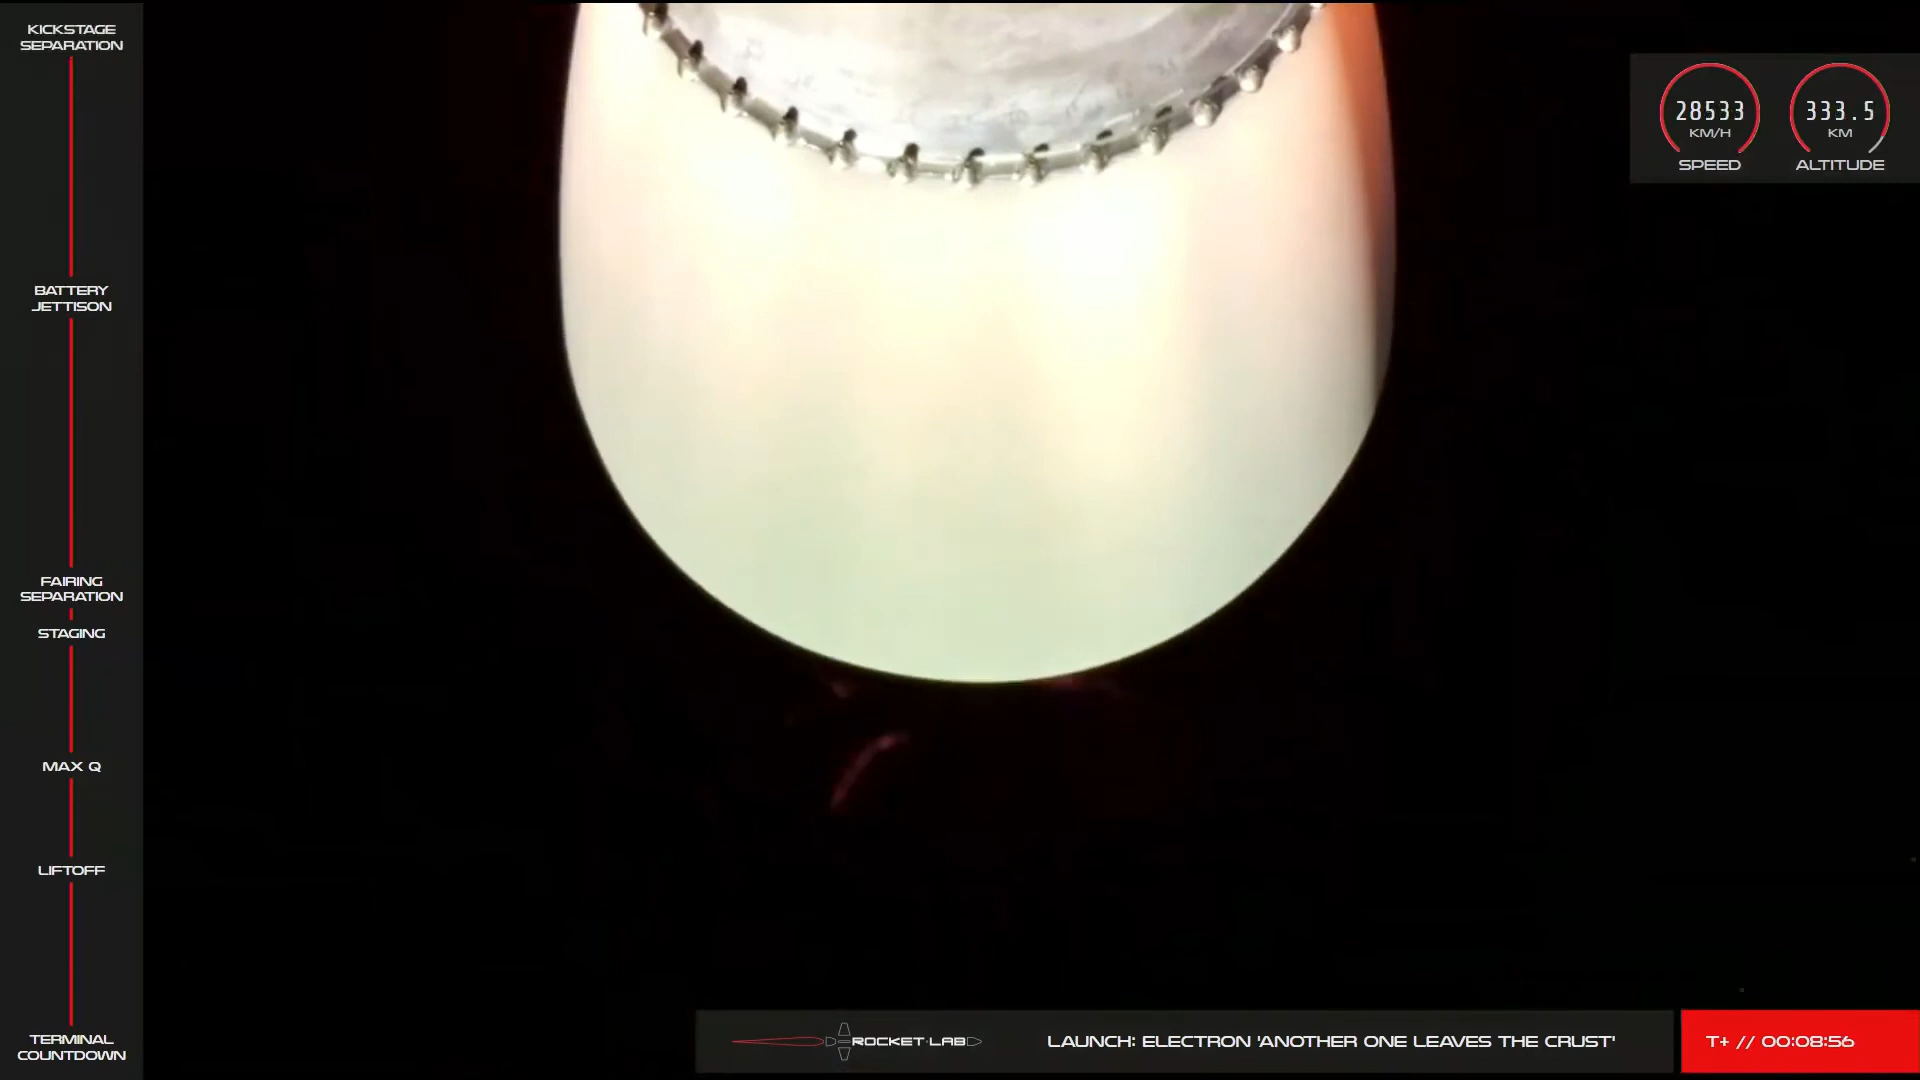 KICKSTAGE
SEPARATION
BATTERY
JETTISON
FAIRING
SEPARATION
STAGING
MAX Q
LIFTOFF
TERMINAL
COUNTDOWN
28533
KM/H
SPEED
333.5
KM
ALTITUDE
ROCKET LAB
LAUNCH: ELECTRON 'ANOTHER ONE LEAVES THE CRUST'
T+ // 00:08:56